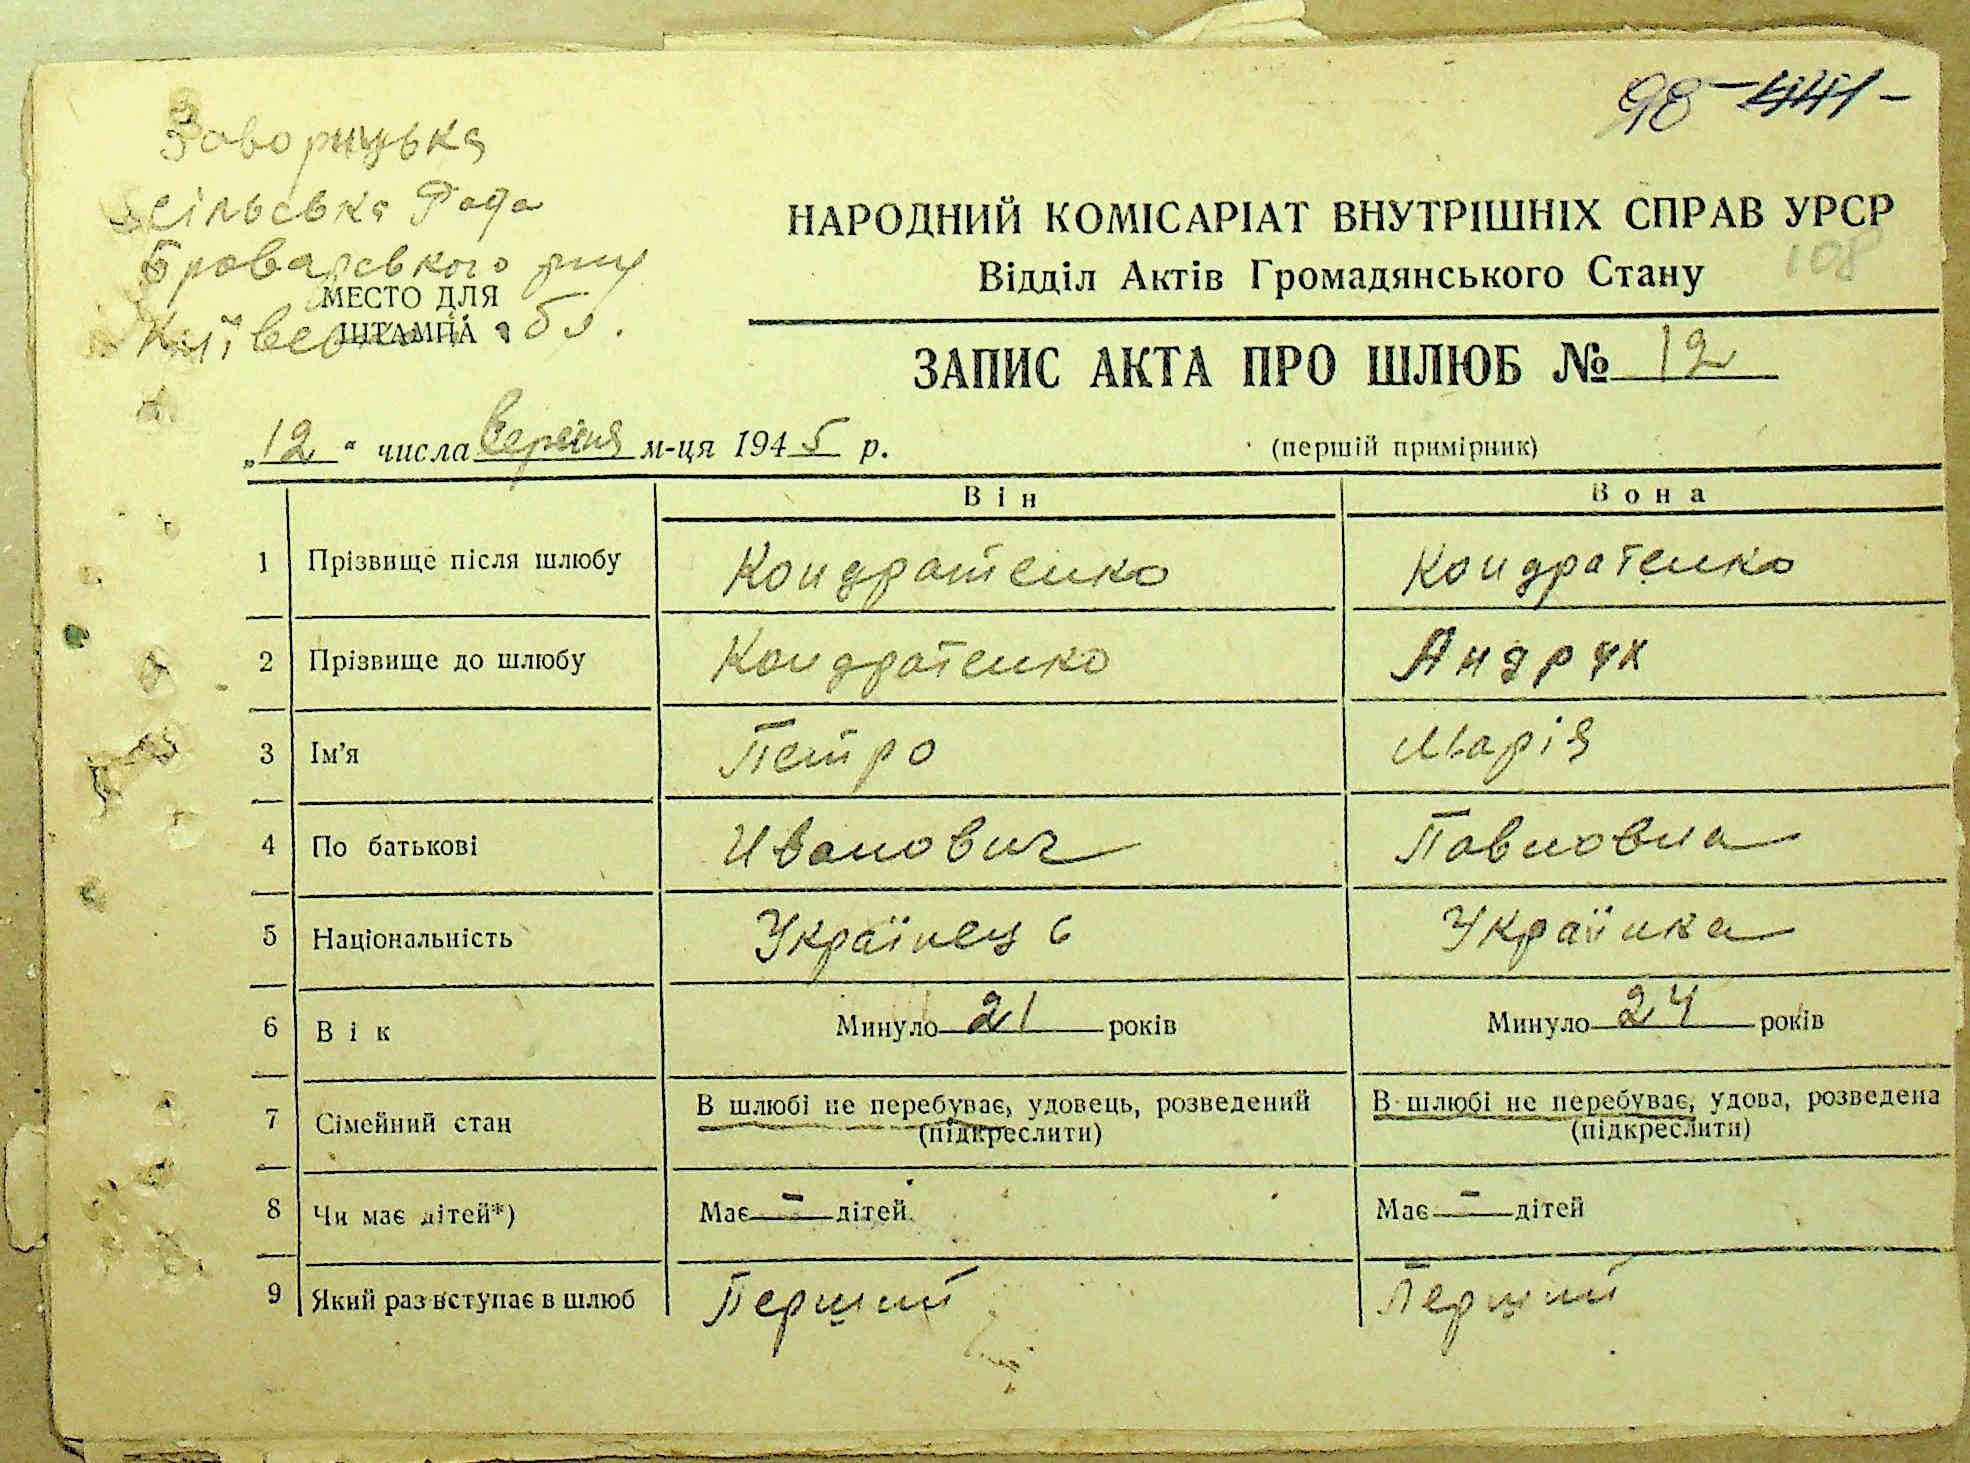 98 - 441 -
Заворицька
сільська Рада
Броварського р-ну
Київської обл.
МЕСТО ДЛЯ
ШТАМПА
НАРОДНИЙ КОМІСАРІАТ ВНУТРІШНІХ СПРАВ УРСР
108
Відділ Актів Громадянського Стану
ЗАПИС АКТА ПРО ШЛЮБ № 12
„12“ числа вересня м-ця 1945 р.
(першій примірник)
Він Вона
1 Прізвище після шлюбу Кондратенко Кондратенко
2 Прізвище до шлюбу Кондратенко Андрук
3 Ім'я Петро Марія
4 По батькові Иванович Павловна
5 Національність Українець Українка
6 Вік Минуло 21 років Минуло 24 років
7 Сімейний стан В шлюбі не перебуває, удовець, розведений В шлюбі не перебуває, удова, розведена
(підкреслити) (підкреслити)
8 Чи має дітей*) Має – дітей Має – дітей
9 Який раз вступає в шлюб Перший Перший